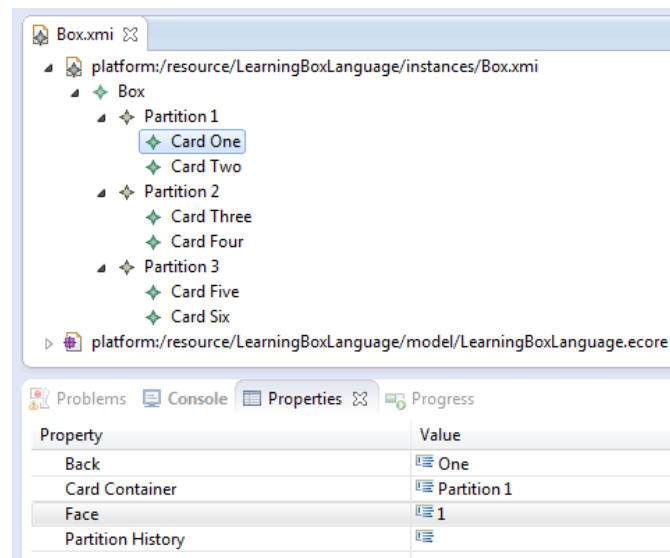 Box.xmi
platform:/resource/LearningBoxLanguage/instances/Box.xmi
Box
Partition 1
Card One
Card Two
Partition 2
Card Three
Card Four
Partition 3
Card Five
Card Six
platform:/resource/LearningBoxLanguage/model/LearningBoxLanguage.ecore
Problems Console Properties Progress
Property Value
Back One
Card Container Partition 1
Face 1
Partition History